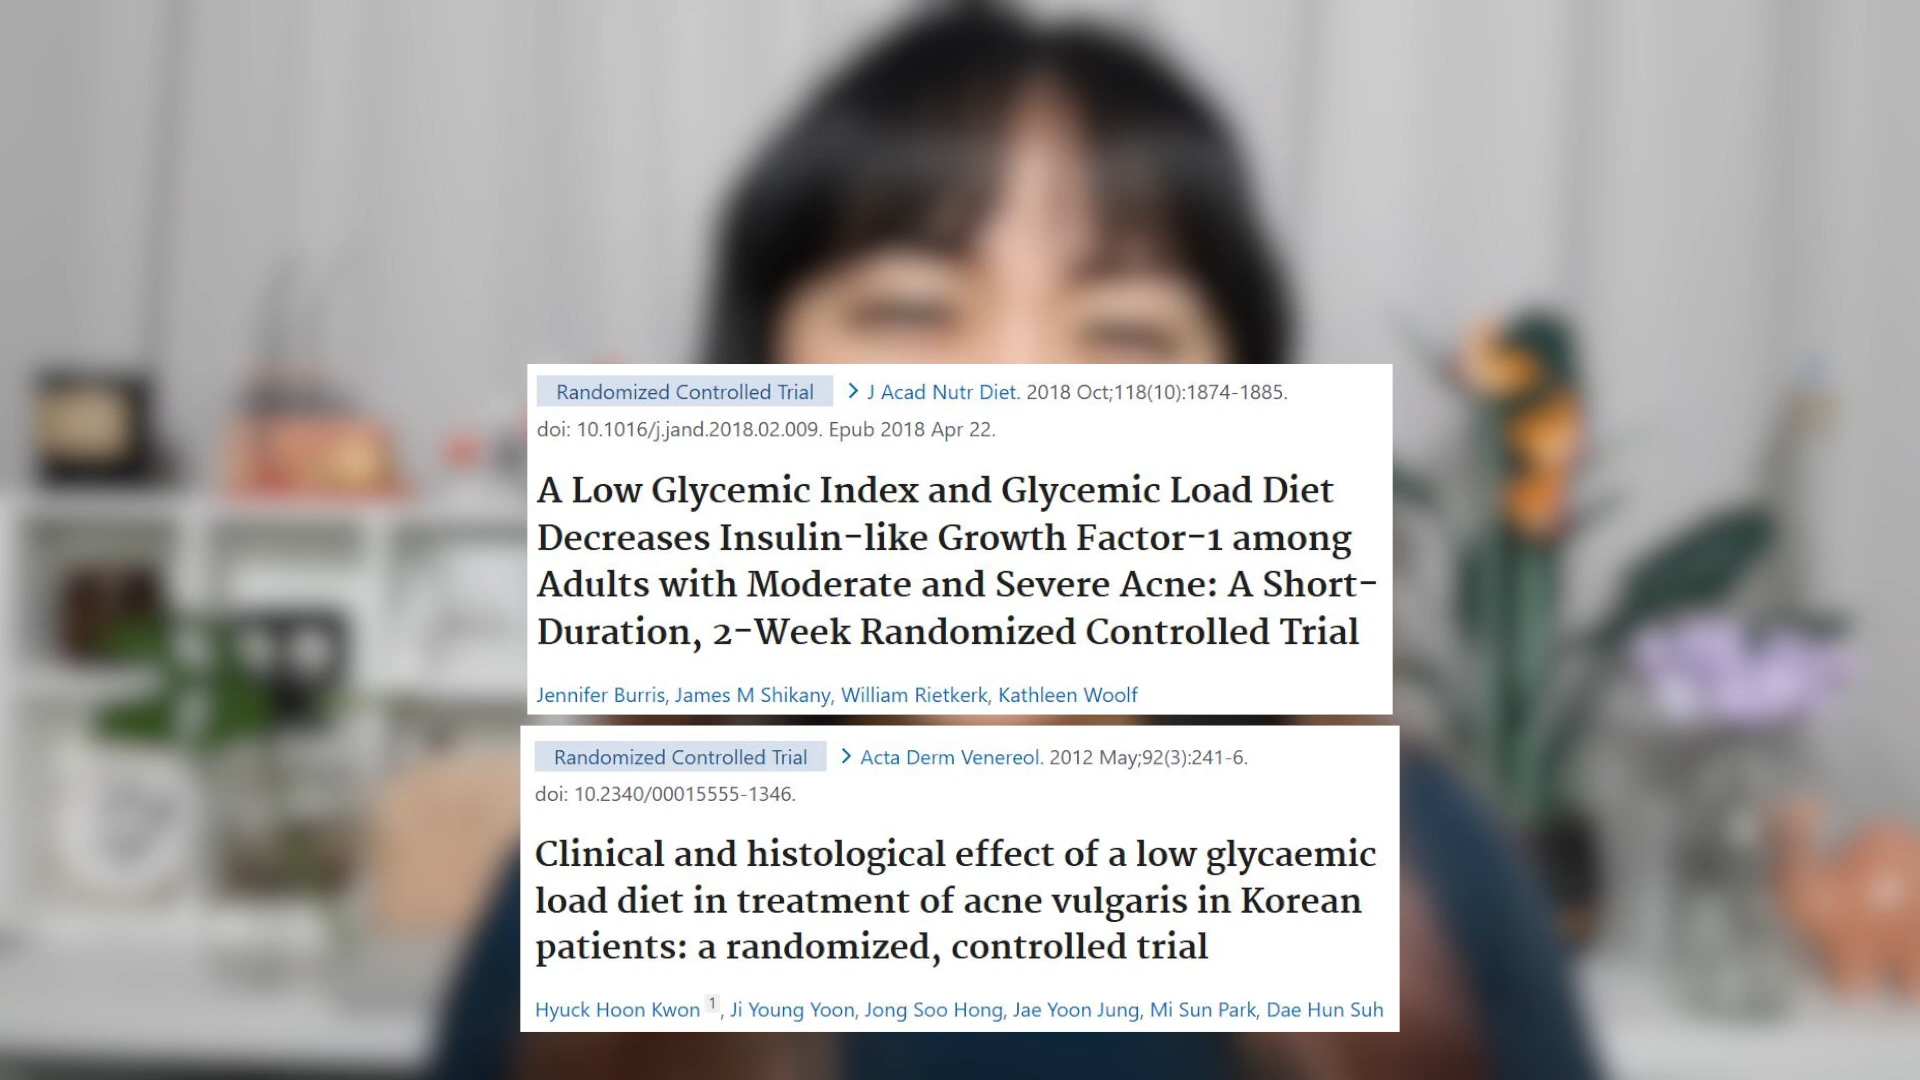 Randomized Controlled Trial > J Acad Nutr Diet. 2018 Oct;118(10):1874-1885.
doi: 10.1016/j.jand.2018.02.009. Epub 2018 Apr 22.
A Low Glycemic Index and Glycemic Load Diet
Decreases Insulin-like Growth Factor-1 among
Adults with Moderate and Severe Acne: A Short-
Duration, 2-Week Randomized Controlled Trial
Jennifer Burris, James M Shikany, William Rietkerk, Kathleen Woolf
Randomized Controlled Trial > Acta Derm Venereol. 2012 May;92(3):241-6.
doi: 10.2340/00015555-1346.
Clinical and histological effect of a low glycaemic
load diet in treatment of acne vulgaris in Korean
patients: a randomized, controlled trial
Hyuck Hoon Kwon 1, Ji Young Yoon, Jong Soo Hong, Jae Yoon Jung, Mi Sun Park, Dae Hun Suh